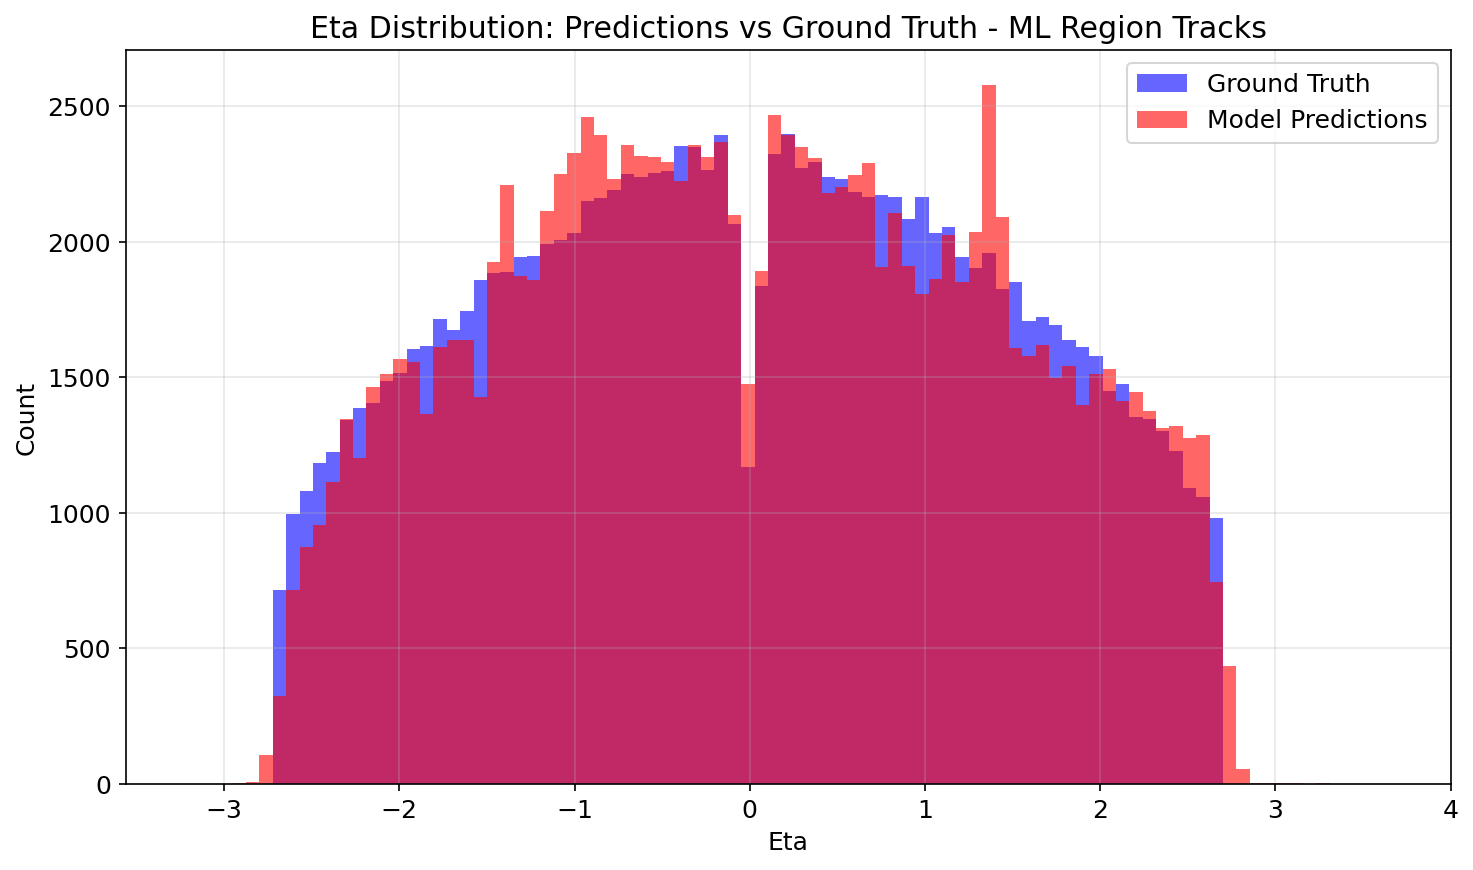 Eta Distribution: Predictions vs Ground Truth - ML Region Tracks
Ground Truth
Model Predictions
2500
2000
1500
1000
500
0
Count
−3
−2
−1
0
1
2
3
4
Eta